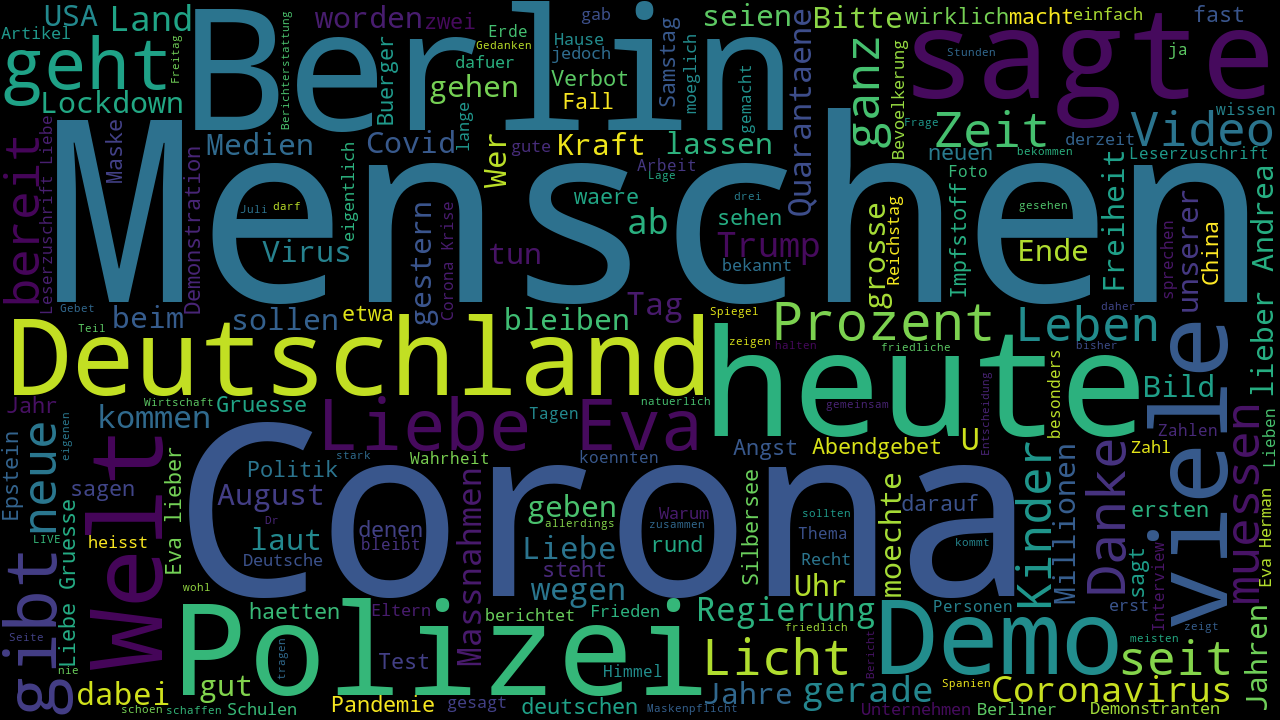 USA Land worden zwei Erde gab seien Bitte wirklich macht einfach fast
Artikel Freitag Berichterstattung Gedanken Hause Samstag ja
geht Berlin dafuer jedoch moeglich sagte Stunden
Lockdown Buerger gehen Verbot Fall gemacht Quarantaene ganz Bevoelkerung wissen
Maske Medien Covid lenge Wer gute Kraft lassen Zeit derzeit Video
Frage bekommen neuen Leserzuschrift
bereit Leserzuschrift Liebe Demonstration Arbeit Lage Foto
Menschen
Juli darf eigentlich waere drei gesehen
Virus gestern Corona Krise tun ab sehen Trump bekannt grosse Reichstag Impfstoff Ende Freiheit sprechen unserer China lieber Andrea
Gebet beim sollen etwa Tag Spiegel daher
Teil bleiben Prozent Leben
Deutschland heute zeigen halten friedliche bisher
Jahr Wirtschaft Gruesse natuerlich gemeinsam Bild
kommen Liebe Eva Tagen Entscheidung besonders viele
eigenen neue Welt Angst Abendgebet U Zahlen Lieben
Epstein Politik stark Wahrheit koennten Zahl
sagen August Corona Massnahmen geben Warum Silbersee darauf Kinder Millionen Danke ersten muessen
LIVE heisst Eva lieber Dr denen allerdings zusammen moechte sollten
laut bleibt Liebe rund Thema kommt
Deutsche steht Recht sagt Eva Herman
gibt Liebe Gruesse wohl wegen Uhr Interview
haetten Eltern berichtet Frieden Regierung Personen erst
Seite Polizei friedlich Demo zeigt
nie tragen Test Himmel Licht Bericht meisten seit Jahren
dabei gut Spanien Coronavirus
schoen schaffen Schulen Pandemie gesagt deutschen Maskenpflicht Jahre gerade Unternehmen Berliner Demonstranten